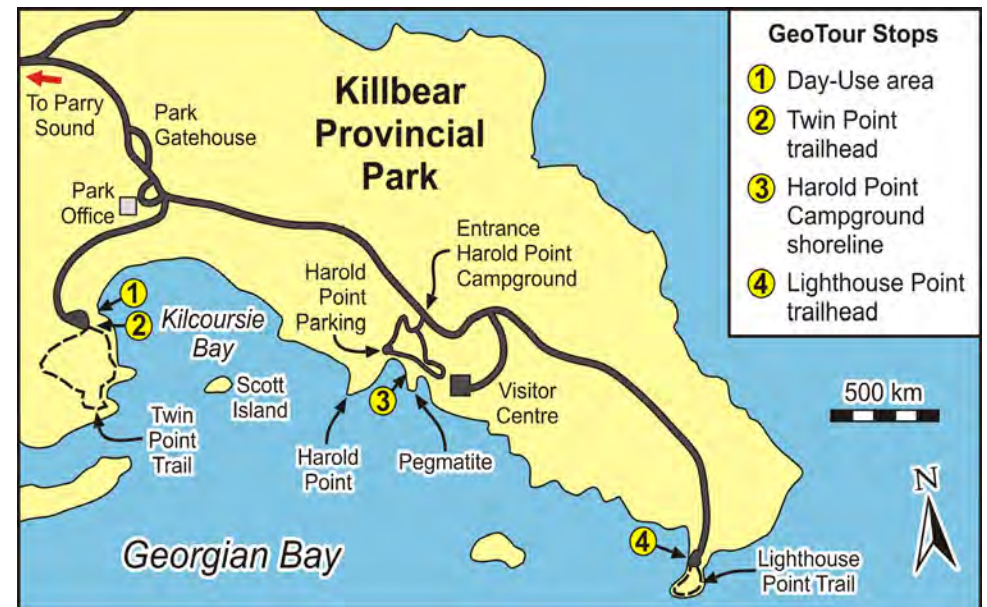 Killbear
Provincial
Park
To Parry
Sound
Park
Gatehouse
Park
Office
Entrance
Harold Point
Campground
Harold
Point
Parking
1
2
Kilcoursie
Bay
Scott
Island
Twin
Point
Trail
3
Harold
Point
Pegmatite
Visitor
Centre
Georgian Bay
4
Lighthouse
Point Trail
GeoTour Stops
1 Day-Use area
2 Twin Point
trailhead
3 Harold Point
Campground
shoreline
4 Lighthouse Point
trailhead
500 km
N